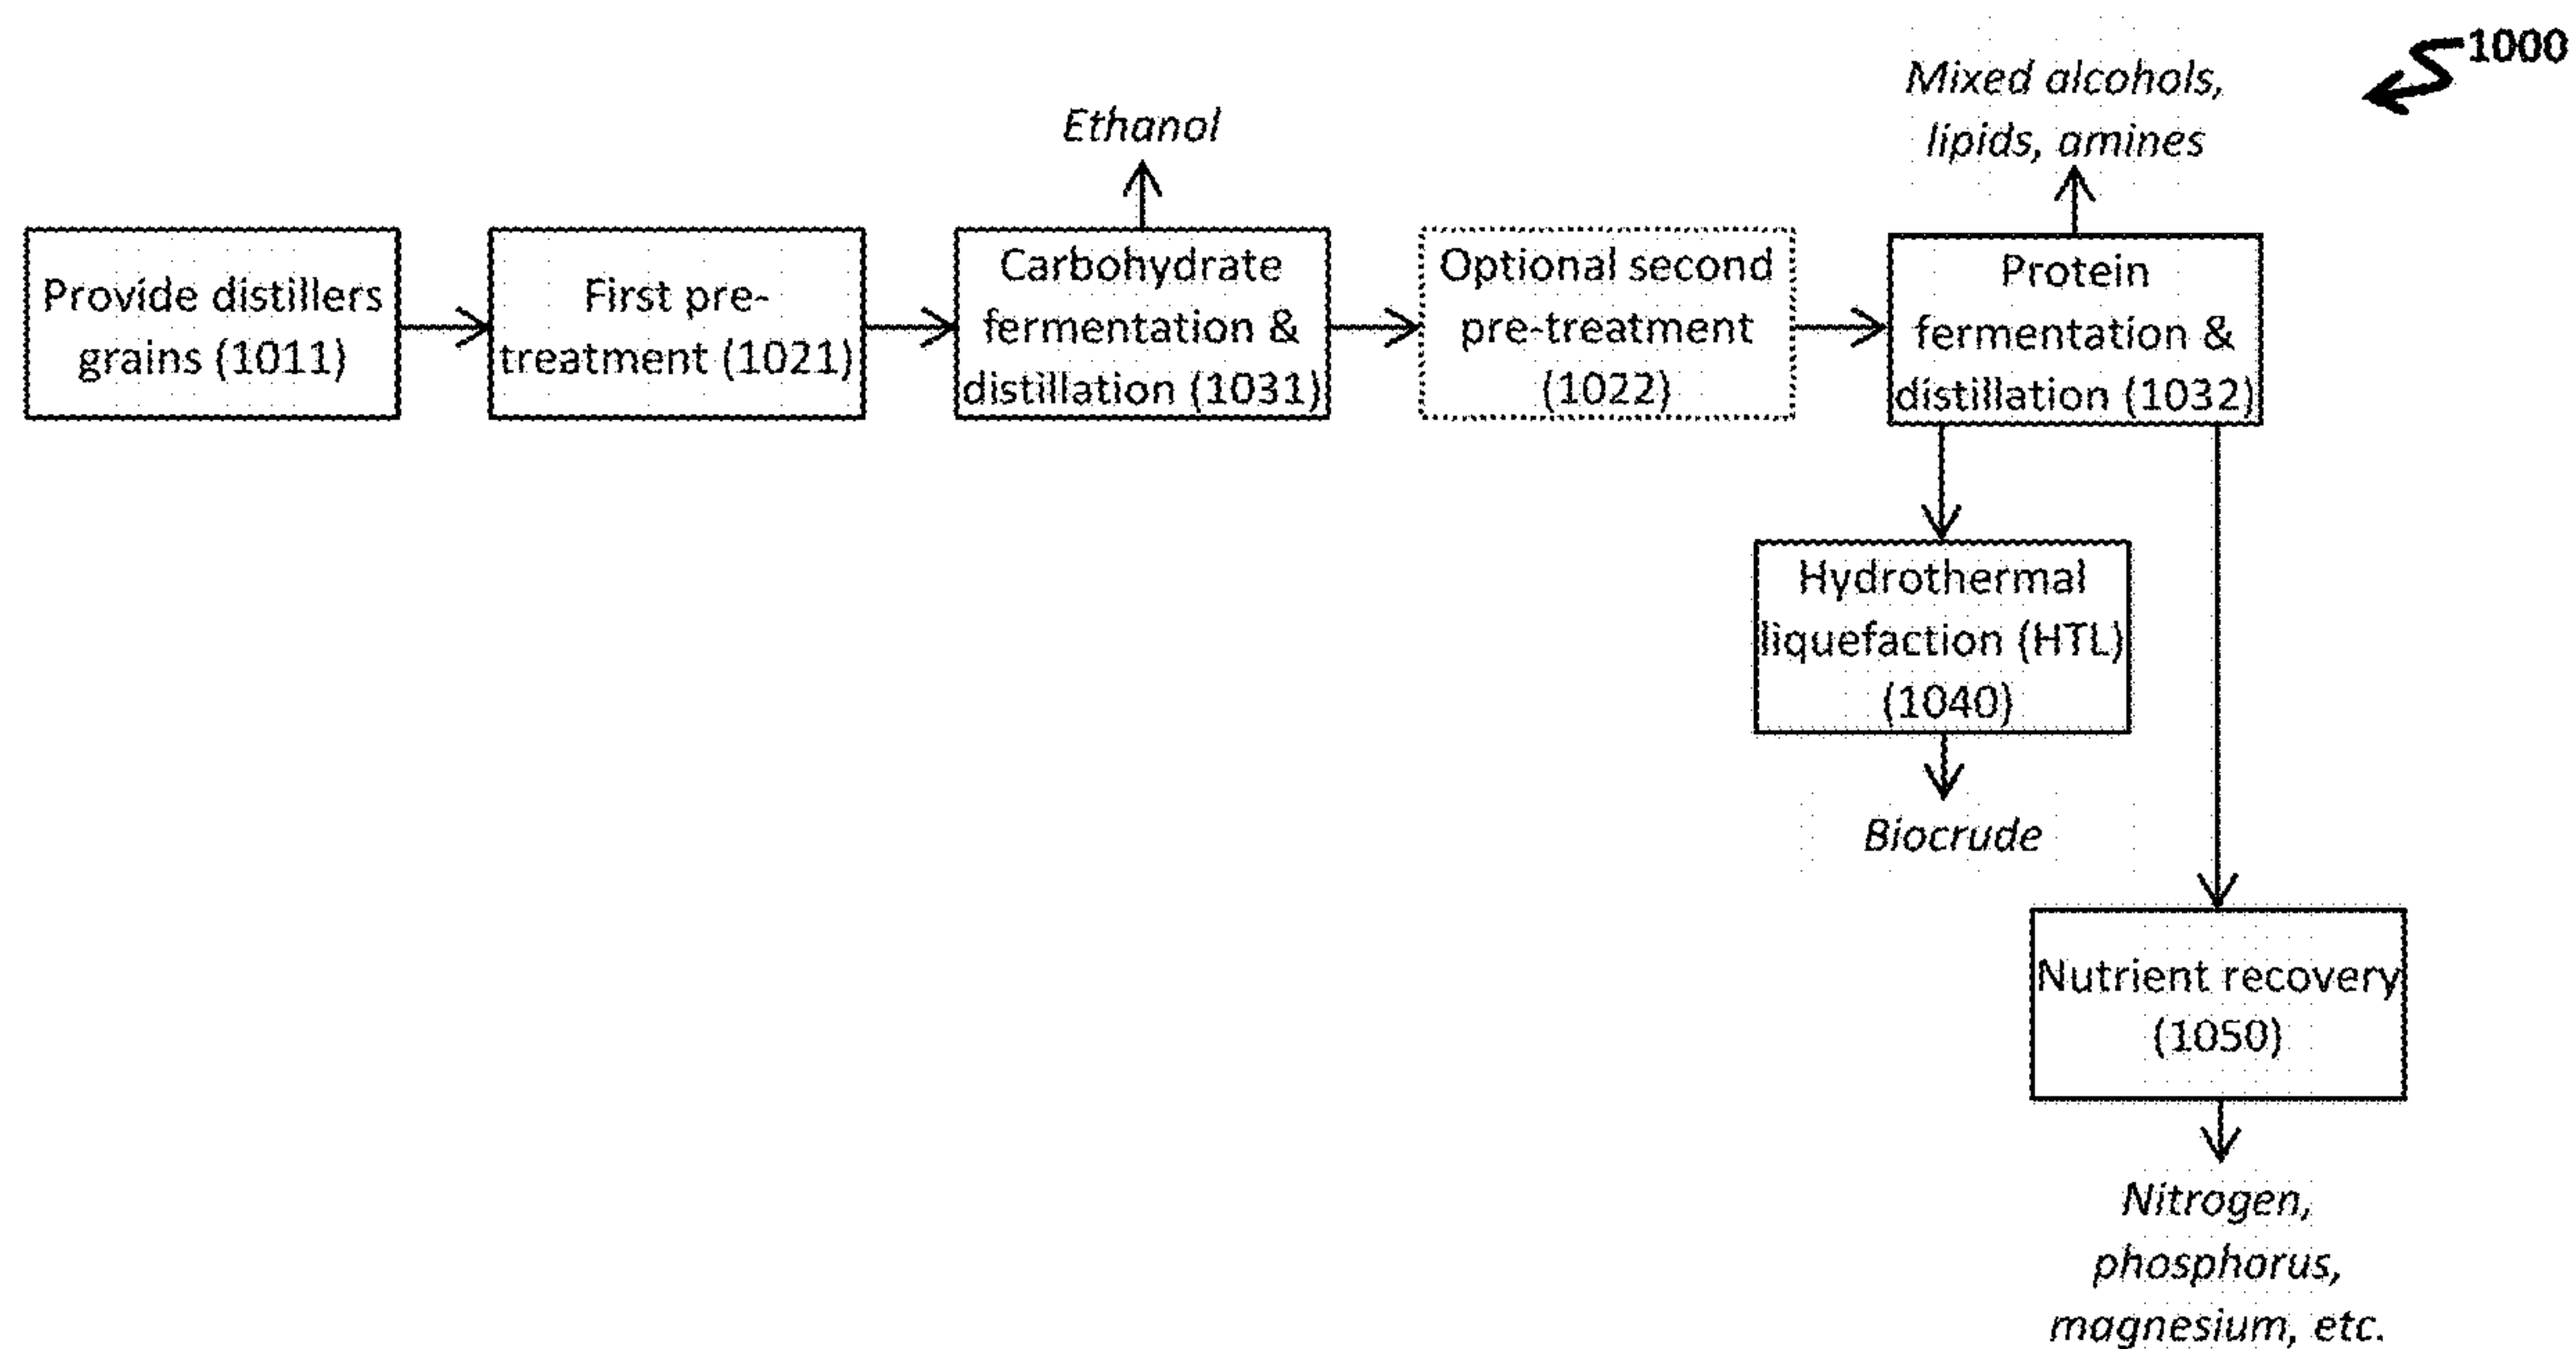 1000
Mixed alcohols,
lipids, amines
Ethanol
Provide distillers
grains (1011)
First pre-
treatment (1021)
Carbohydrate
fermentation &
distillation (1031)
Optional second
pre-treatment
(1022)
Protein
fermentation &
distillation (1032)
Hydrothermal
liquefaction (HTL)
(1040)
Biocrude
Nutrient recovery
(1050)
Nitrogen,
phosphorus,
magnesium, etc.